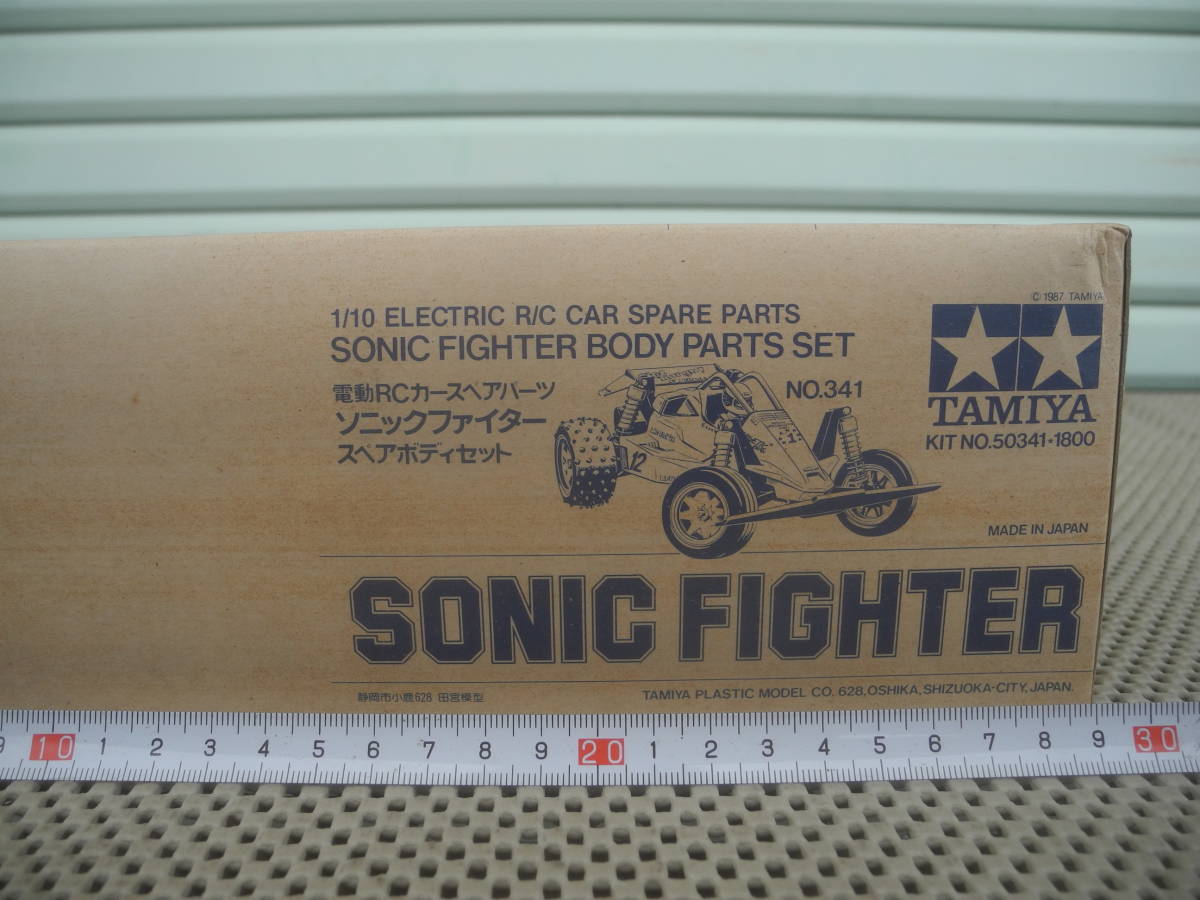 © 1987 TAMIYA
1/10 ELECTRIC R/C CAR SPARE PARTS
SONIC FIGHTER BODY PARTS SET
電動RCカースペアパーツ
ソニックファイター
スペアボディセット
NO.341
TAMIYA
KIT NO.50341•1800
12
1
MADE IN JAPAN
SONIC FIGHTER
静岡市小鹿628 田宮模型
TAMIYA PLASTIC MODEL CO. 628, OSHIKA, SHIZUOKA-CITY, JAPAN.
9 10 1 2 3 4 5 6 7 8 9 20 1 2 3 4 5 6 7 8 9 30